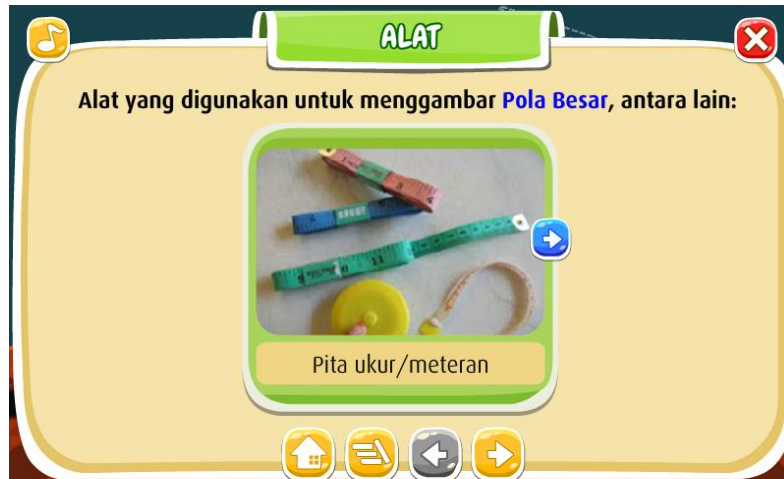 ALAT
Alat yang digunakan untuk menggambar Pola Besar, antara lain:
Pita ukur/meteran